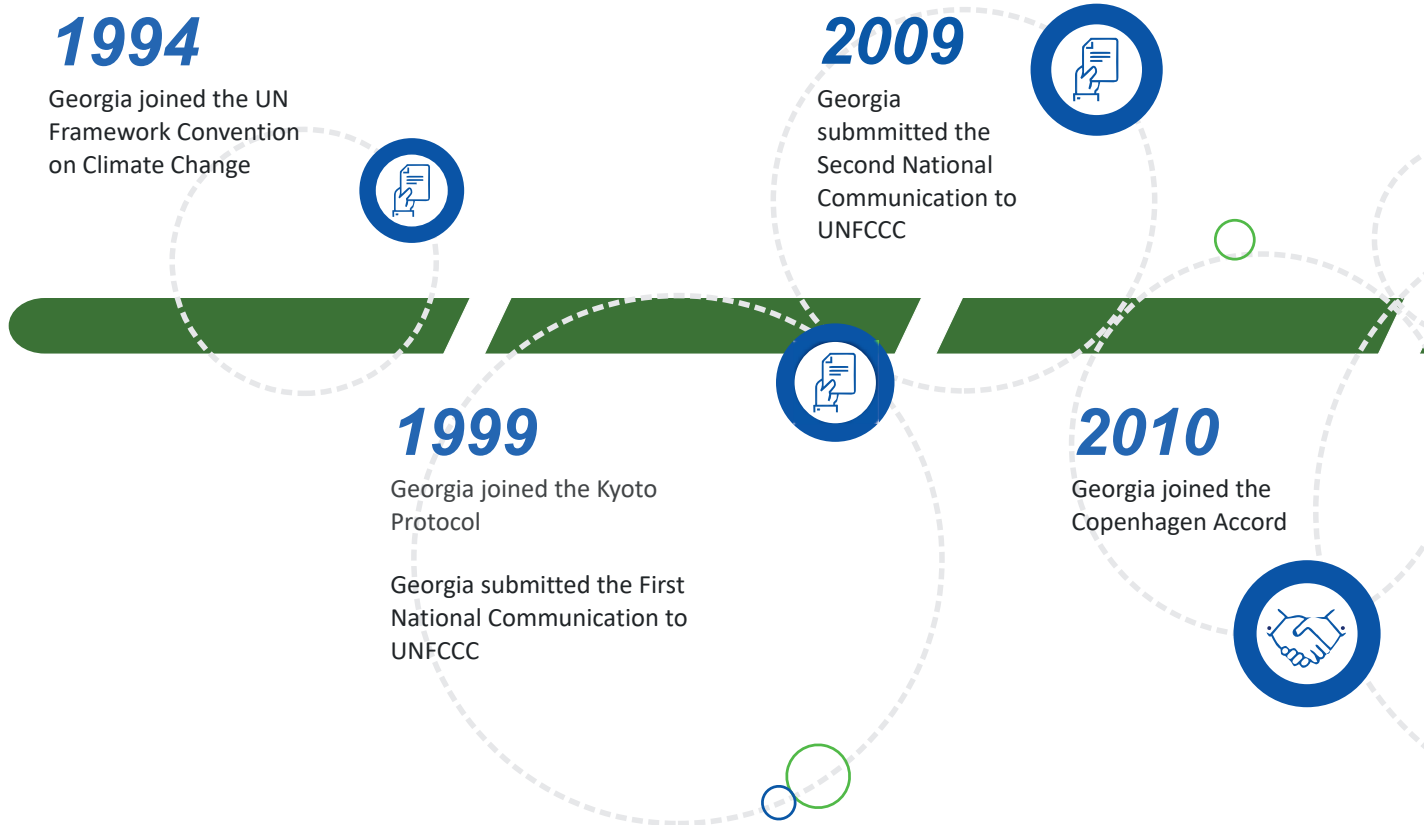 1994
Georgia joined the UN
Framework Convention
on Climate Change
1999
Georgia joined the Kyoto
Protocol
Georgia submitted the First
National Communication to
UNFCCC
2009
Georgia
submmitted the
Second National
Communication to
UNFCCC
2010
Georgia joined the
Copenhagen Accord